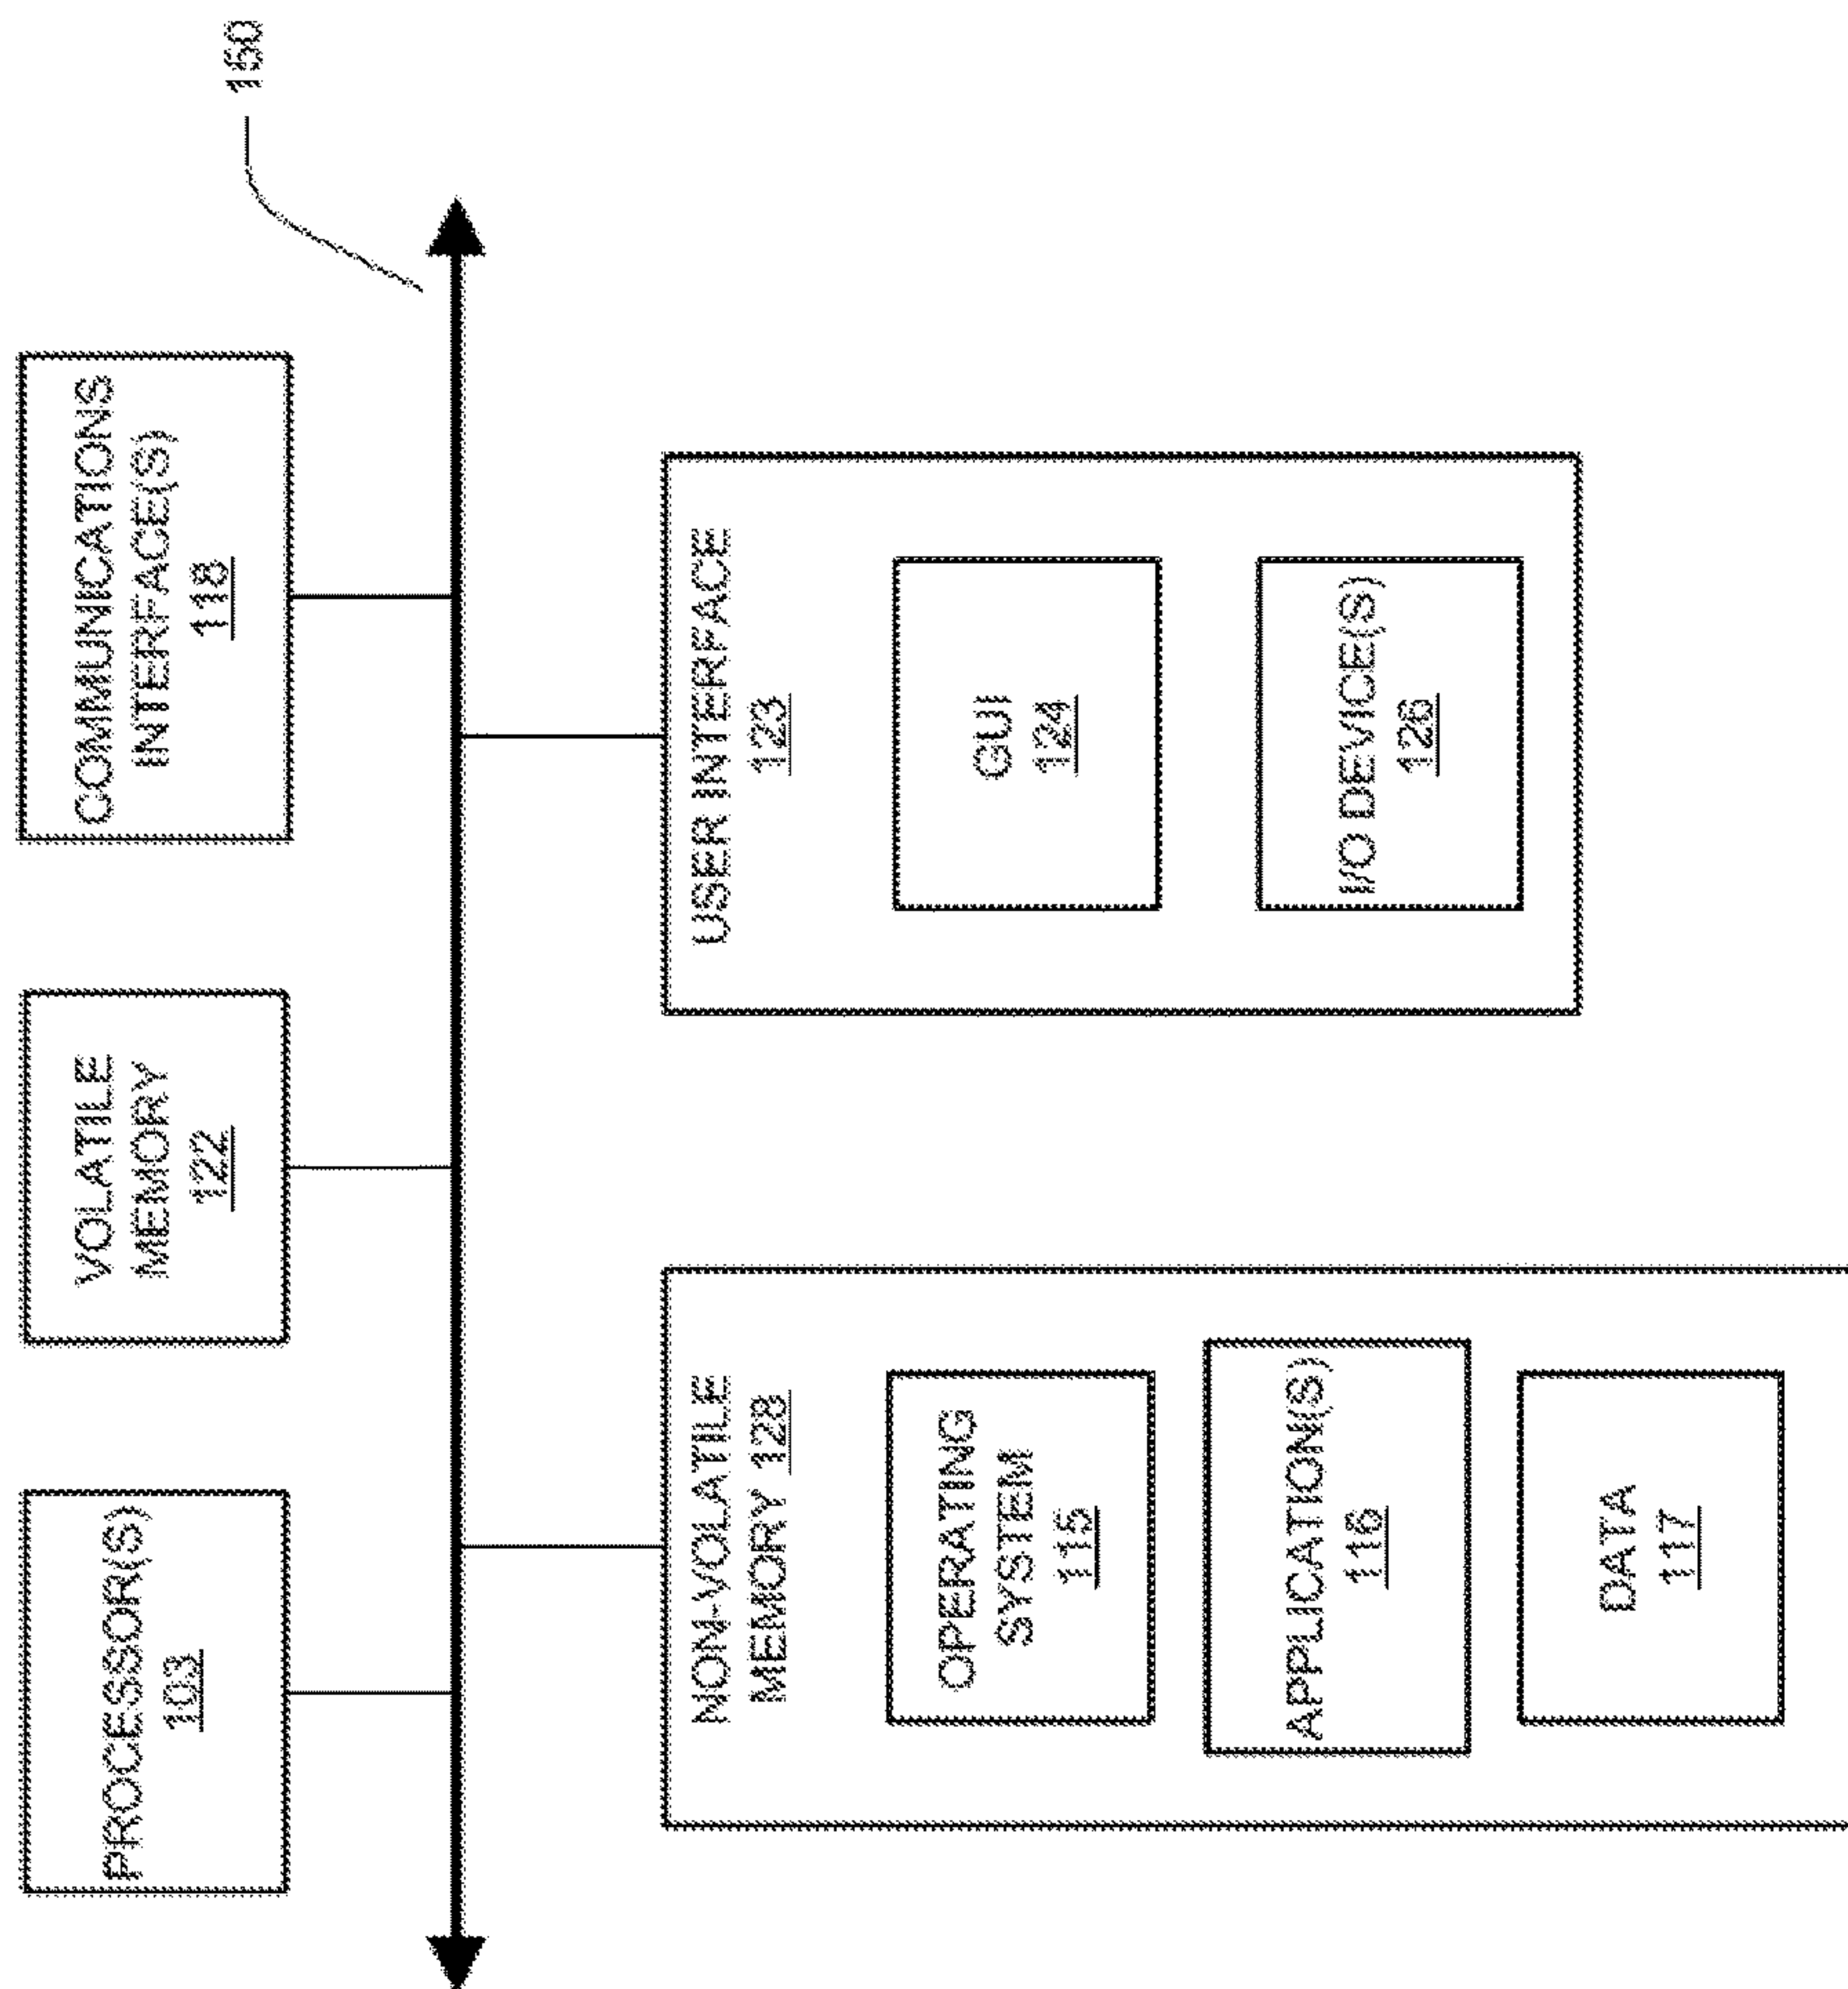 PROCESSOR(S)
103
VOLATILE
MEMORY
122
COMMUNICATIONS
INTERFACE(S)
118
150
NON-VOLATILE
MEMORY 128
OPERATING
SYSTEM
115
APPLICATION(S)
116
DATA
117
USER INTERFACE
123
GUI
124
I/O DEVICE(S)
126